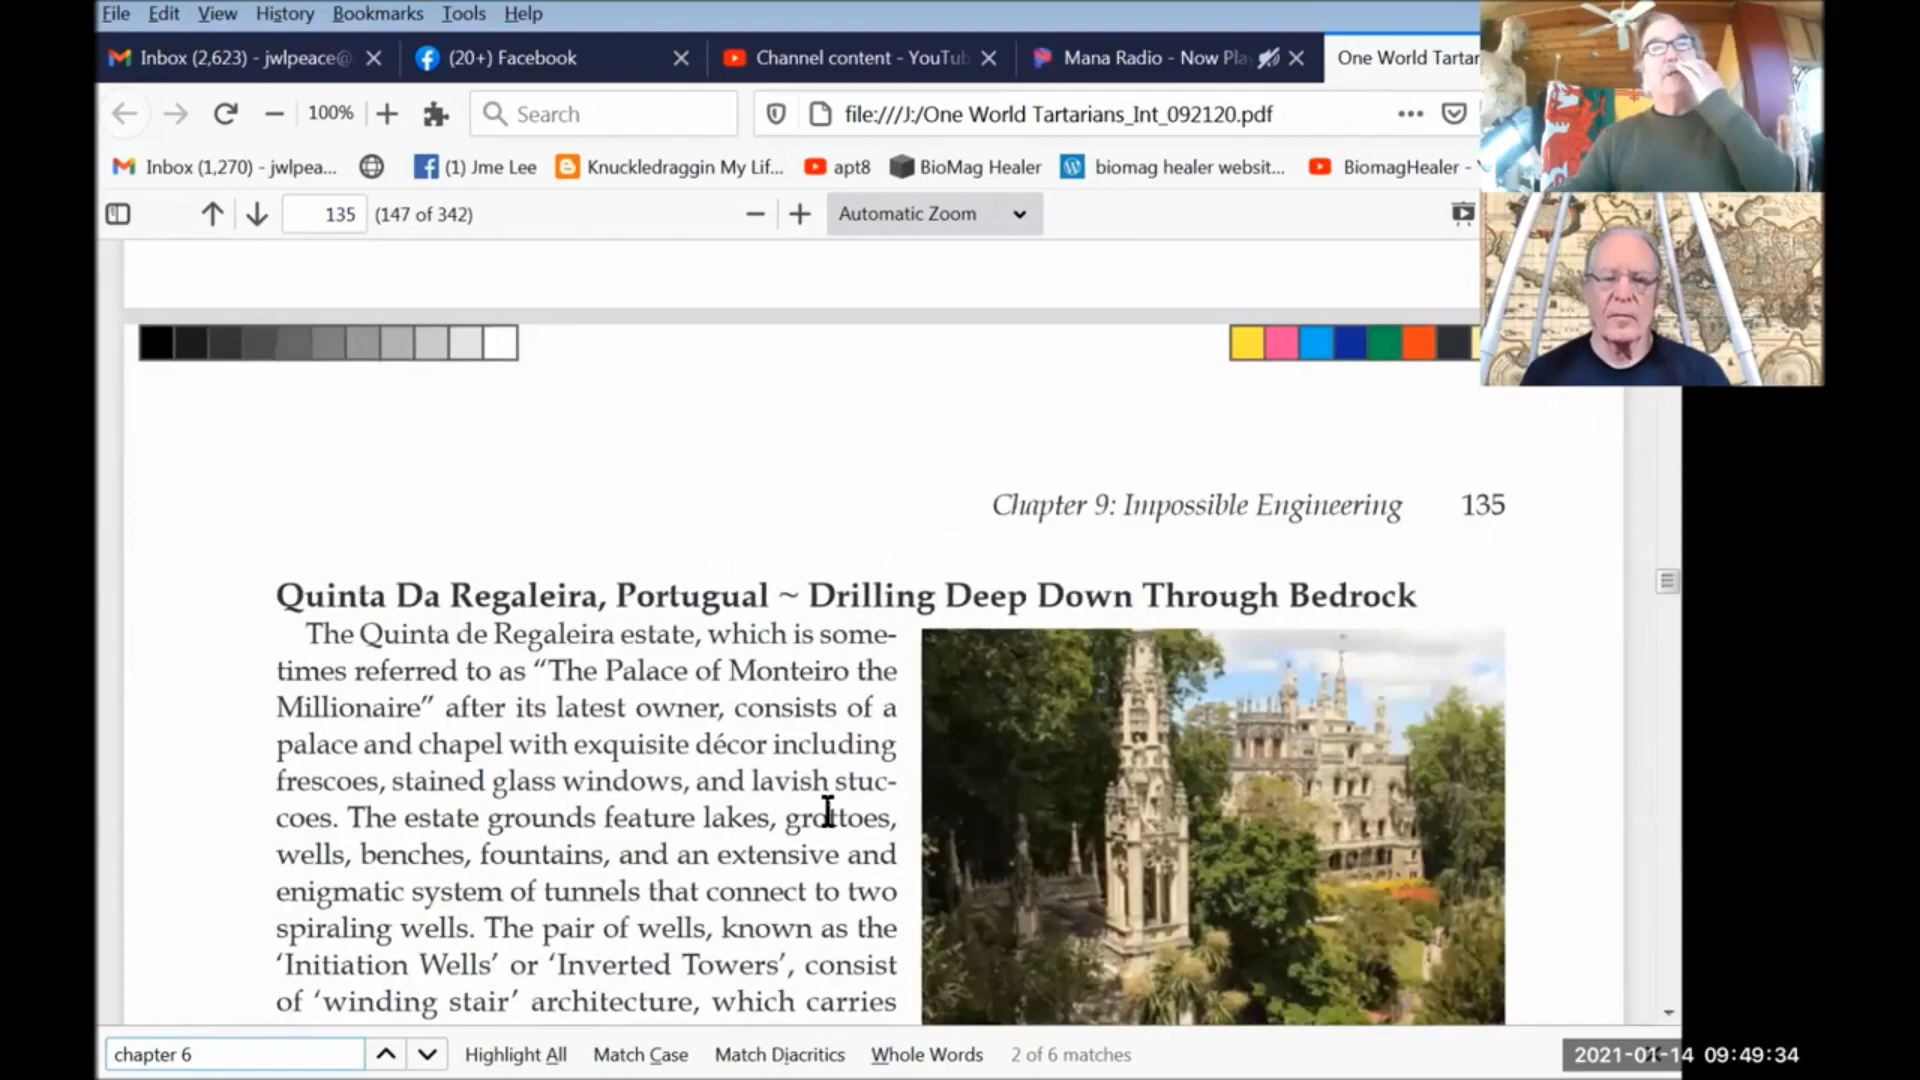 File Edit View History Bookmarks Tools Help
Inbox (2,623) - jwlpeace@ (20+) Facebook Channel content - YouTub Mana Radio - Now Pla One World Tartar
100% Search file:///J:/One World Tartarians_Int_092120.pdf
Inbox (1,270) - jwlpea... (1) Jme Lee Knuckledraggin My Lif... apt8 BioMag Healer biomag healer websit... BiomagHealer - Y
135 (147 of 342) Automatic Zoom
Chapter 9: Impossible Engineering 135
Quinta Da Regaleira, Portugual ~ Drilling Deep Down Through Bedrock
The Quinta de Regaleira estate, which is some-
times referred to as “The Palace of Monteiro the
Millionaire” after its latest owner, consists of a
palace and chapel with exquisite décor including
frescoes, stained glass windows, and lavish stuc-
coes. The estate grounds feature lakes, grottoes,
wells, benches, fountains, and an extensive and
enigmatic system of tunnels that connect to two
spiraling wells. The pair of wells, known as the
‘Initiation Wells’ or ‘Inverted Towers’, consist
of ‘winding stair’ architecture, which carries
chapter 6 Highlight All Match Case Match Diacritics Whole Words 2 of 6 matches
2021-01-14 09:49:34